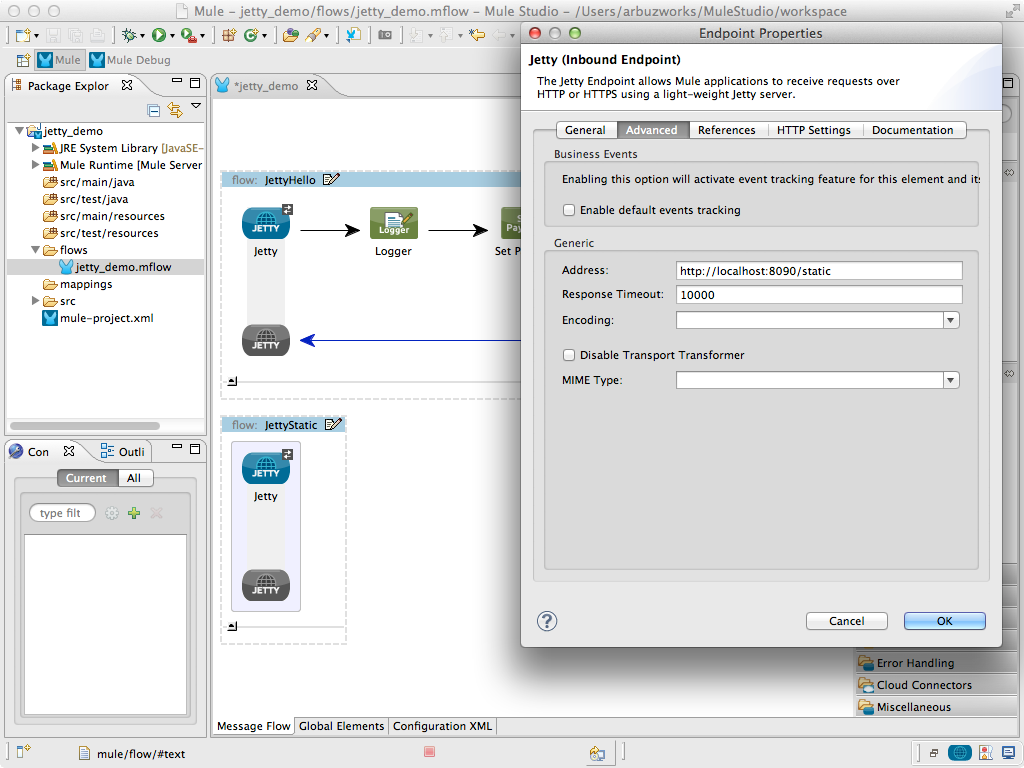 Mule – jetty_demo/flows/jetty_demo.mflow – Mule Studio – /Users/arbuzworks/MuleStudio/workspace
Mule
Mule Debug
Package Explor
jetty_demo
JRE System Library [JavaSE-
Mule Runtime [Mule Server
src/main/java
src/test/java
src/main/resources
src/test/resources
flows
jetty_demo.mflow
mappings
src
mule-project.xml
Con
Outli
Current
All
type filt
*jetty_demo
flow: JettyHello
JETTY
Jetty
Logger
Logger
Set P
JETTY
flow: JettyStatic
JETTY
Jetty
JETTY
Message Flow
Global Elements
Configuration XML
Endpoint Properties
Jetty (Inbound Endpoint)
The Jetty Endpoint allows Mule applications to receive requests over
HTTP or HTTPS using a light-weight Jetty server.
General
Advanced
References
HTTP Settings
Documentation
Business Events
Enabling this option will activate event tracking feature for this element and its
Enable default events tracking
Generic
Address: http://localhost:8090/static
Response Timeout: 10000
Encoding:
Disable Transport Transformer
MIME Type:
Cancel
OK
Error Handling
Cloud Connectors
Miscellaneous
mule/flow/#text